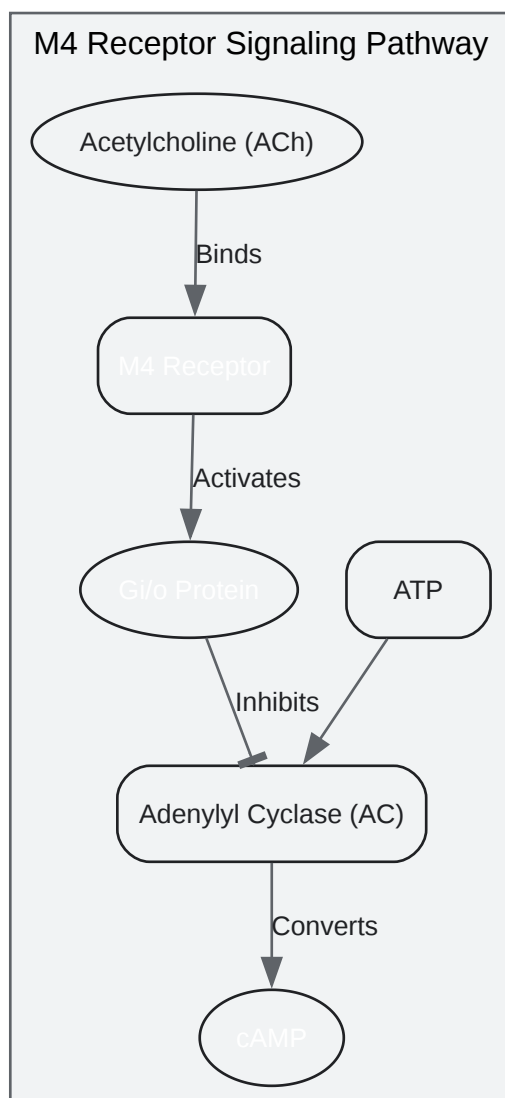 M4 Receptor Signaling Pathway
Acetylcholine (ACh)
Binds
M4 Receptor
Activates
Gi/o Protein
ATP
Inhibits
Adenylyl Cyclase (AC)
Converts
cAMP